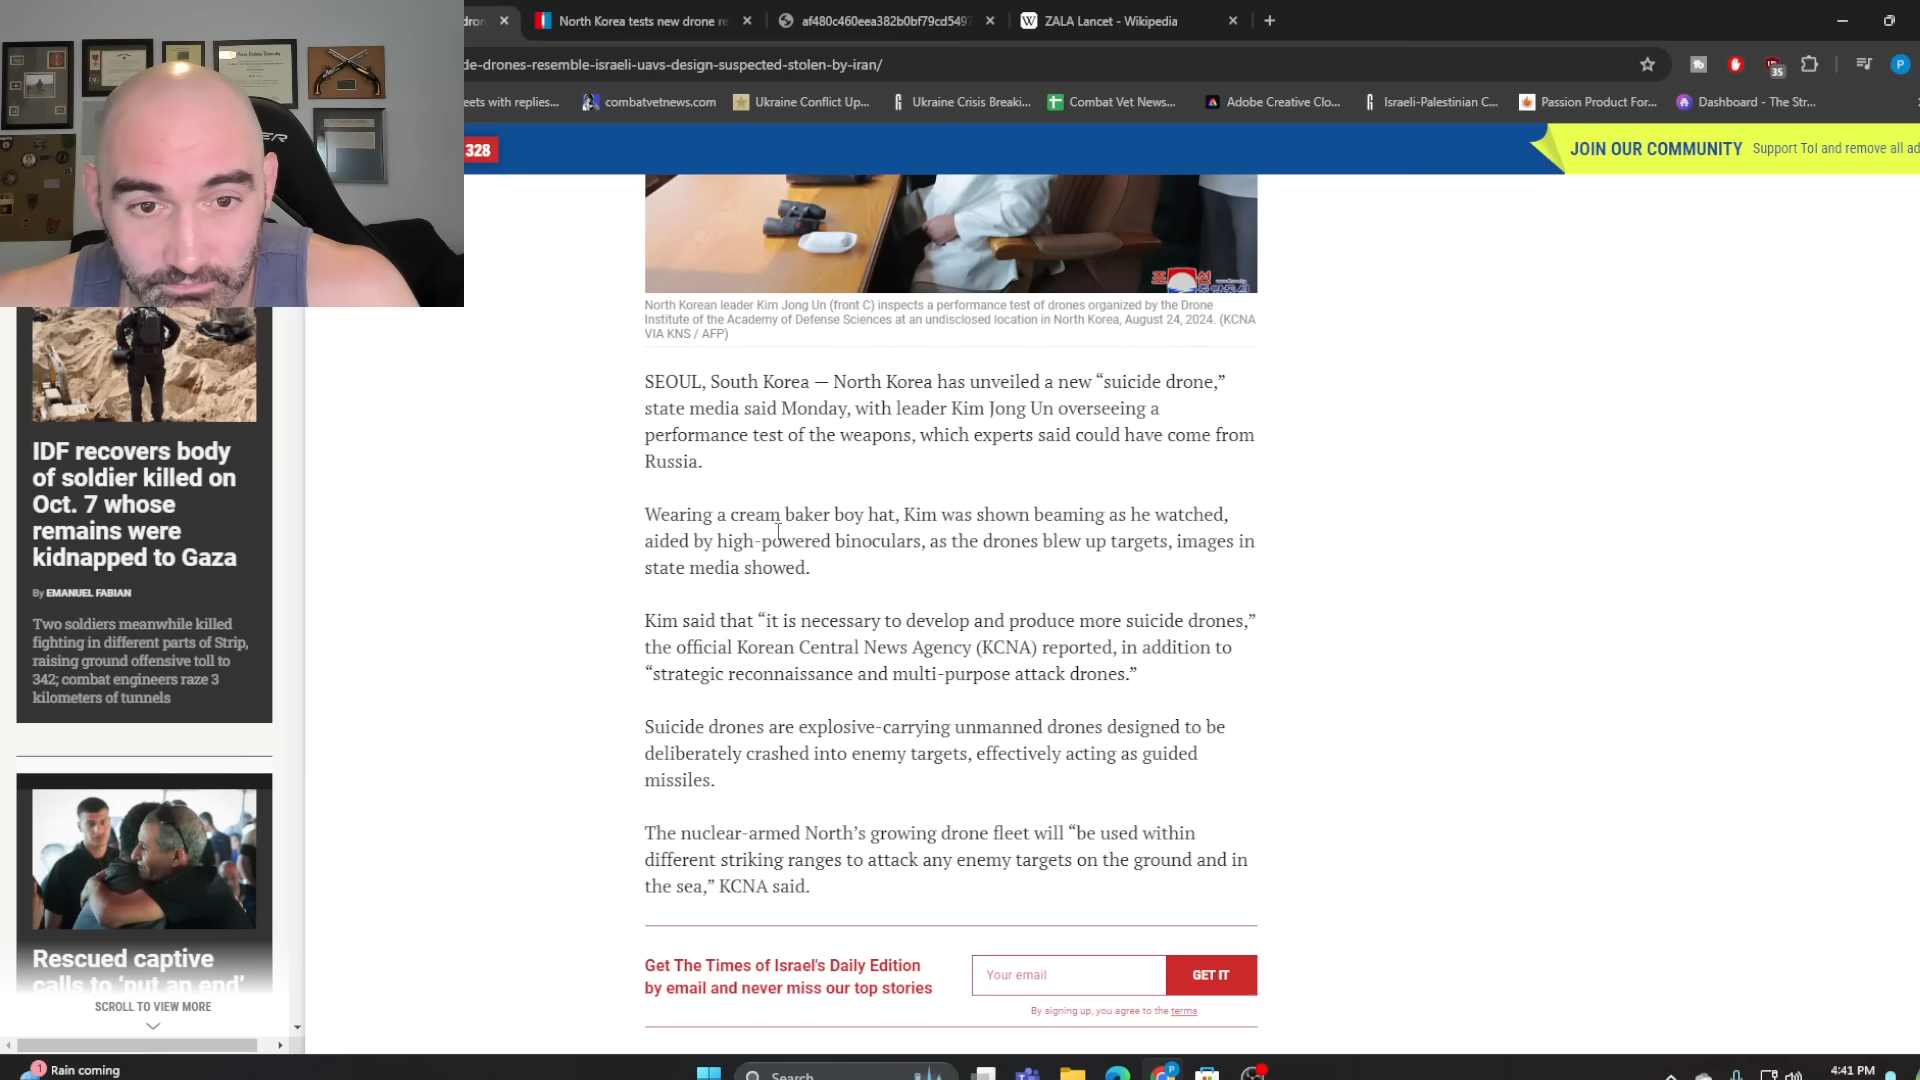 dron
North Korea tests new drone re
af480c460eea382b0bf79cd5497
W ZALA Lancet - Wikipedia
de-drones-resemble-israeli-uavs-design-suspected-stolen-by-iran/
35
P
eets with replies...
combatvetnews.com
Ukraine Conflict Up...
Ukraine Crisis Breaki...
Combat Vet News...
Adobe Creative Clo...
Israeli-Palestinian C...
Passion Product For...
Dashboard - The Str...
328
JOIN OUR COMMUNITY
Support ToI and remove all ad
North Korean leader Kim Jong Un (front C) inspects a performance test of drones organized by the Drone
Institute of the Academy of Defense Sciences at an undisclosed location in North Korea, August 24, 2024. (KCNA
VIA KNS / AFP)
SEOUL, South Korea — North Korea has unveiled a new “suicide drone,”
state media said Monday, with leader Kim Jong Un overseeing a
performance test of the weapons, which experts said could have come from
Russia.
Wearing a cream baker boy hat, Kim was shown beaming as he watched,
aided by high-powered binoculars, as the drones blew up targets, images in
state media showed.
Kim said that “it is necessary to develop and produce more suicide drones,”
the official Korean Central News Agency (KCNA) reported, in addition to
“strategic reconnaissance and multi-purpose attack drones.”
Suicide drones are explosive-carrying unmanned drones designed to be
deliberately crashed into enemy targets, effectively acting as guided
missiles.
The nuclear-armed North’s growing drone fleet will “be used within
different striking ranges to attack any enemy targets on the ground and in
the sea,” KCNA said.
Get The Times of Israel's Daily Edition
by email and never miss our top stories
Your email
GET IT
By signing up, you agree to the terms
IDF recovers body
of soldier killed on
Oct. 7 whose
remains were
kidnapped to Gaza
By EMANUEL FABIAN
Two soldiers meanwhile killed
fighting in different parts of Strip,
raising ground offensive toll to
342; combat engineers raze 3
kilometers of tunnels
Rescued captive
calls to ‘put an end’
SCROLL TO VIEW MORE
1
Rain coming
Search
P
4:41 PM